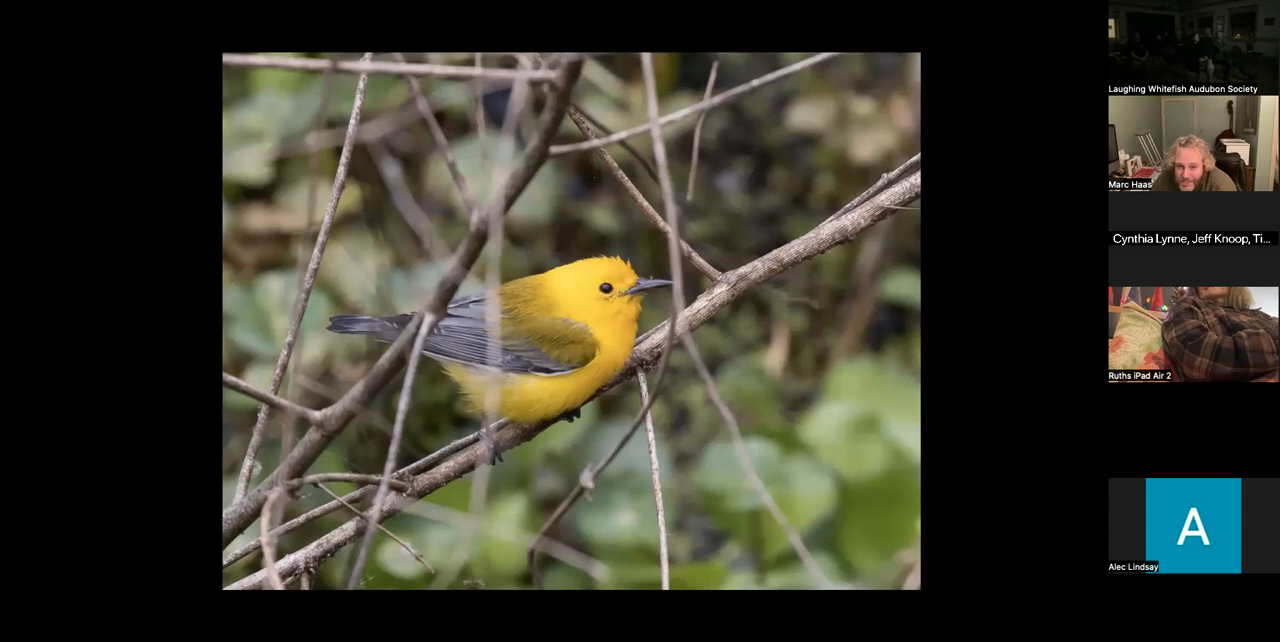 Laughing Whitefish Audubon Society
Marc Haas
Cynthia Lynne, Jeff Knoop, Ti...
Ruths iPad Air 2
A
Alec Lindsay